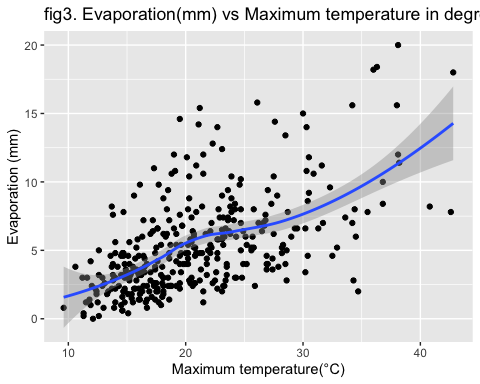 fig3. Evaporation(mm) vs Maximum temperature in degre
20
15
10
5
0
Evaporation (mm)
10 20 30 40
Maximum temperature(°C)